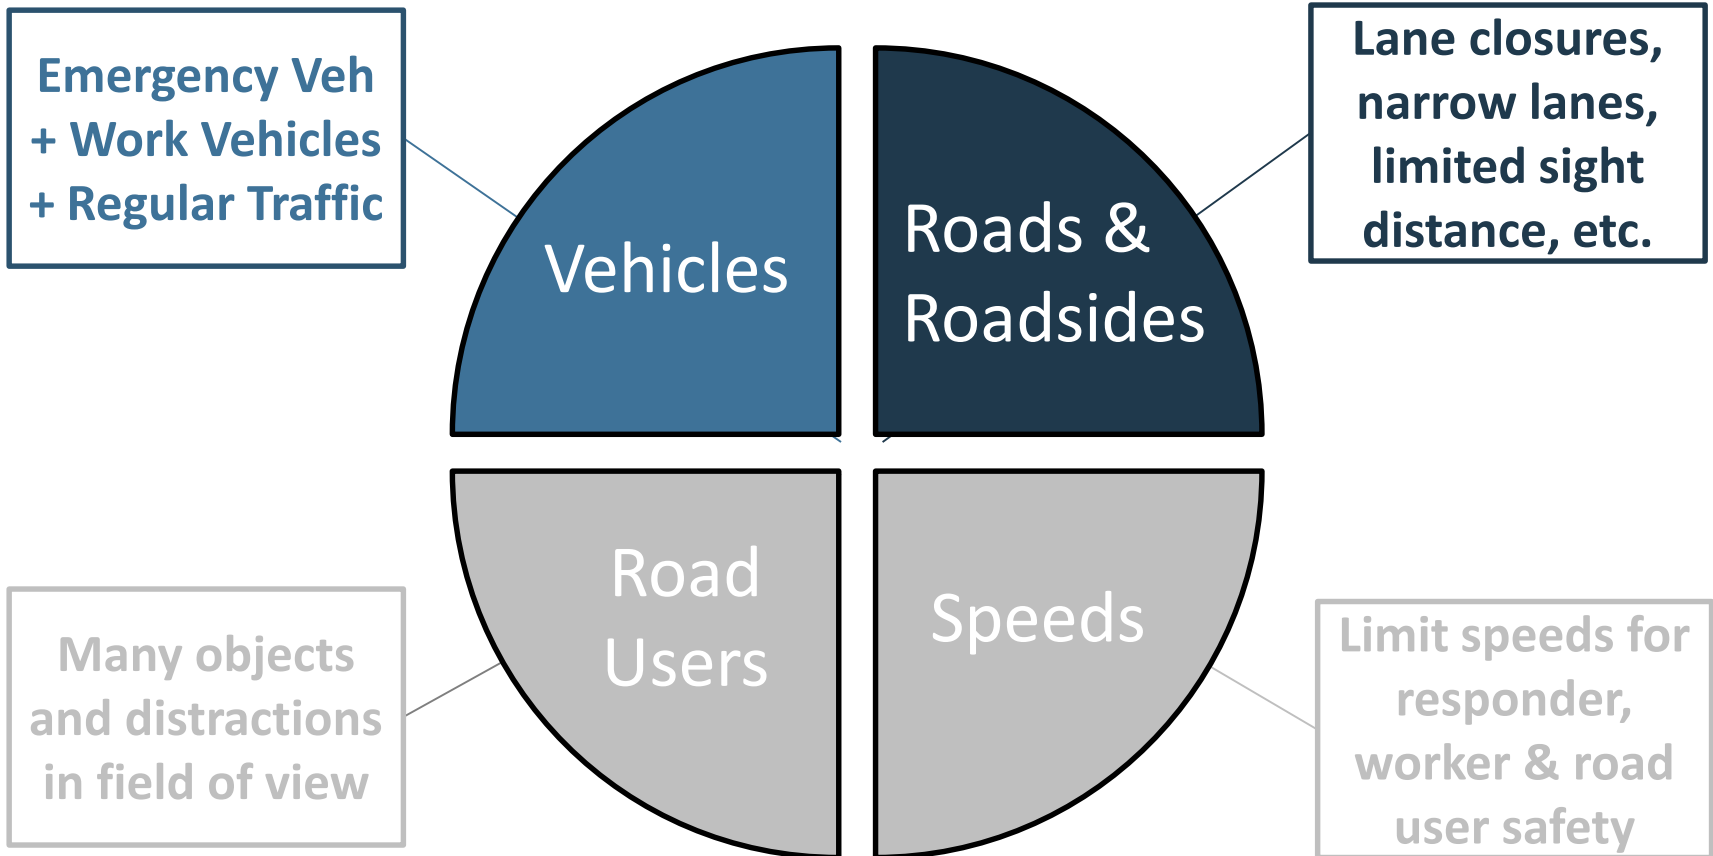 Emergency Veh
+ Work Vehicles
+ Regular Traffic
Lane closures,
narrow lanes,
limited sight
distance, etc.
Vehicles
Roads &
Roadsides
Road
Users
Speeds
Many objects
and distractions
in field of view
Limit speeds for
responder,
worker & road
user safety